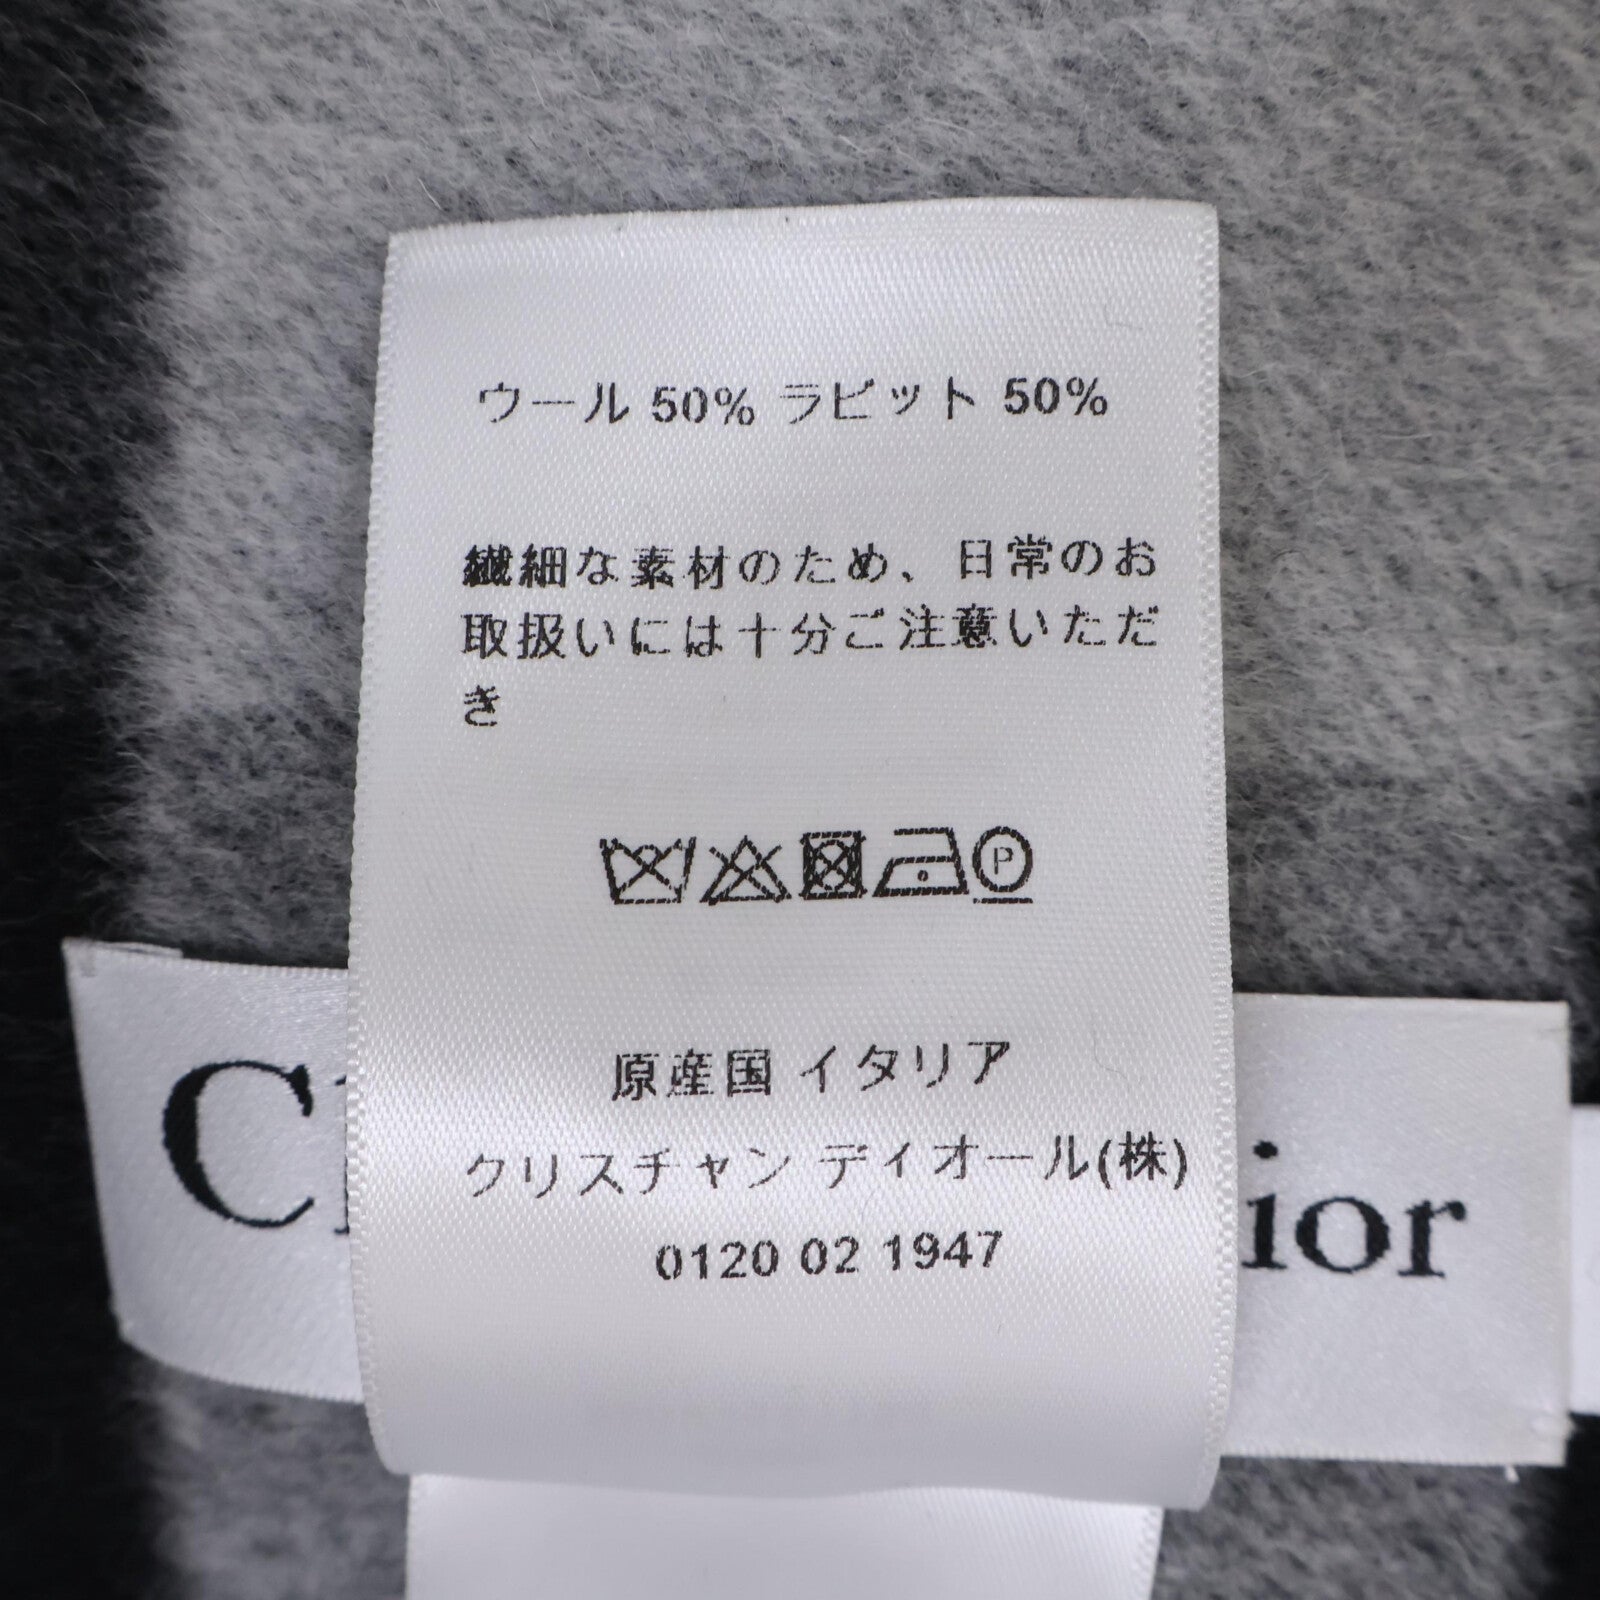 ウール 50% ラビット 50%
繊細な素材のため、日常のお
取扱いには十分ご注意いただ
き
P
原産国 イタリア
クリスチャン ディオール(株)
0120 02 1947
C
ior